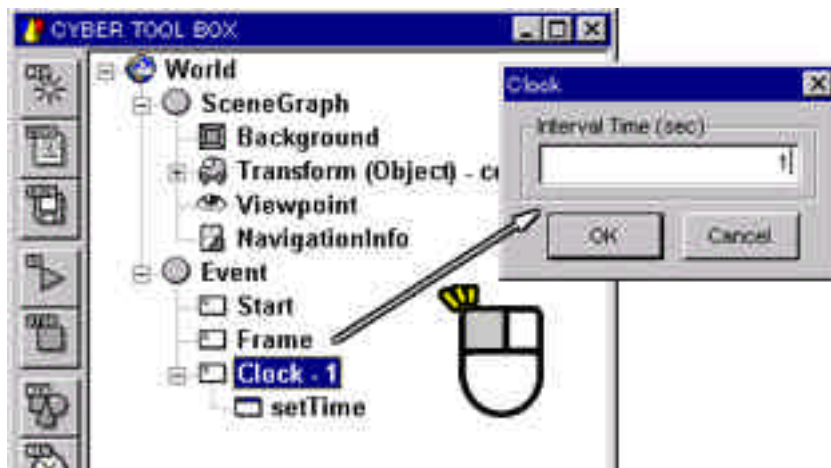 CYBER TOOL BOX
World
SceneGraph
Background
Transform (Object) - c
Viewpoint
NavigationInfo
Event
Start
Frame
Clock - 1
setTime
Clock
Interval Time (sec)
1
OK
Cancel